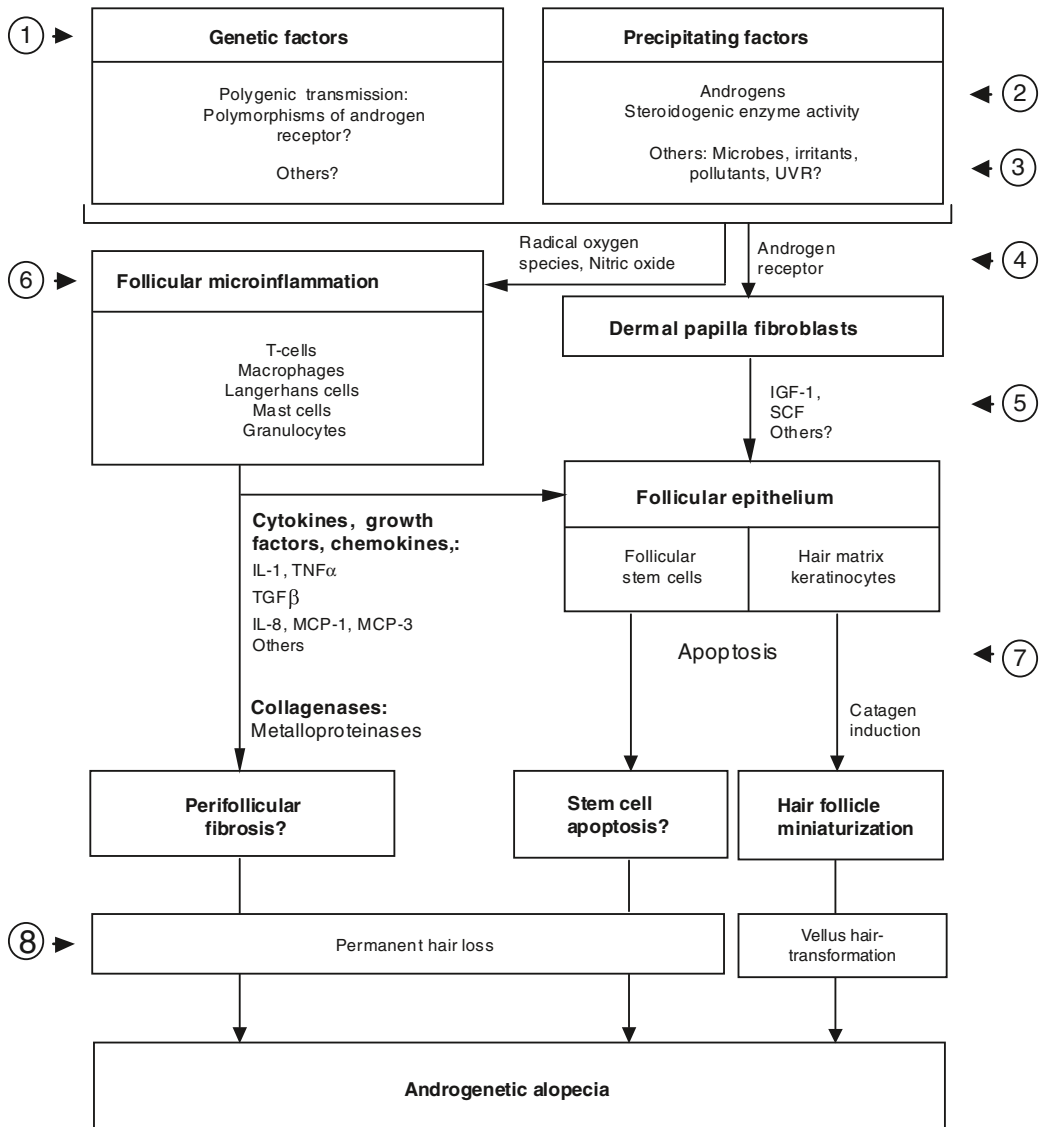 1
Genetic factors
Polygenic transmission:
Polymorphisms of androgen
receptor?
Others?
Precipitating factors
Androgens
Steroidogenic enzyme activity
Others: Microbes, irritants,
pollutants, UVR?
2
3
Radical oxygen
species, Nitric oxide
Androgen
receptor
4
6
Follicular microinflammation
T-cells
Macrophages
Langerhans cells
Mast cells
Granulocytes
Dermal papilla fibroblasts
IGF-1,
SCF
Others?
5
Follicular epithelium
Follicular
stem cells
Hair matrix
keratinocytes
Cytokines, growth
factors, chemokines,:
IL-1, TNFα
TGFβ
IL-8, MCP-1, MCP-3
Others
Collagenases:
Metalloproteinases
Apoptosis
7
Catagen
induction
Perifollicular
fibrosis?
Stem cell
apoptosis?
Hair follicle
miniaturization
8
Permanent hair loss
Vellus hair-
transformation
Androgenetic alopecia